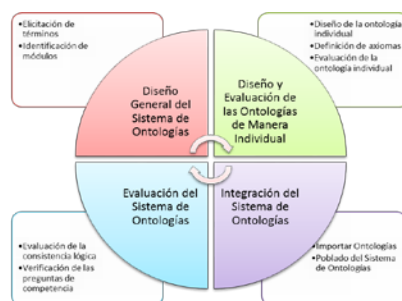 •Elicitación de
términos
•Identificación de
módulos
•Diseño de la ontología
individual
•Definición de axiomas
•Evaluación de la
ontología individual
Diseño
General del
Sistema de
Ontologías
Diseño y
Evaluación de
las Ontologías
de Manera
Individual
Evaluación del
Sistema de
Ontologías
Integración del
Sistema de
Ontologías
•Evaluación de la
consistencia lógica
•Verificación de las
preguntas de
competencia
•Importar Ontologías
•Poblado del Sistema
de Ontologías